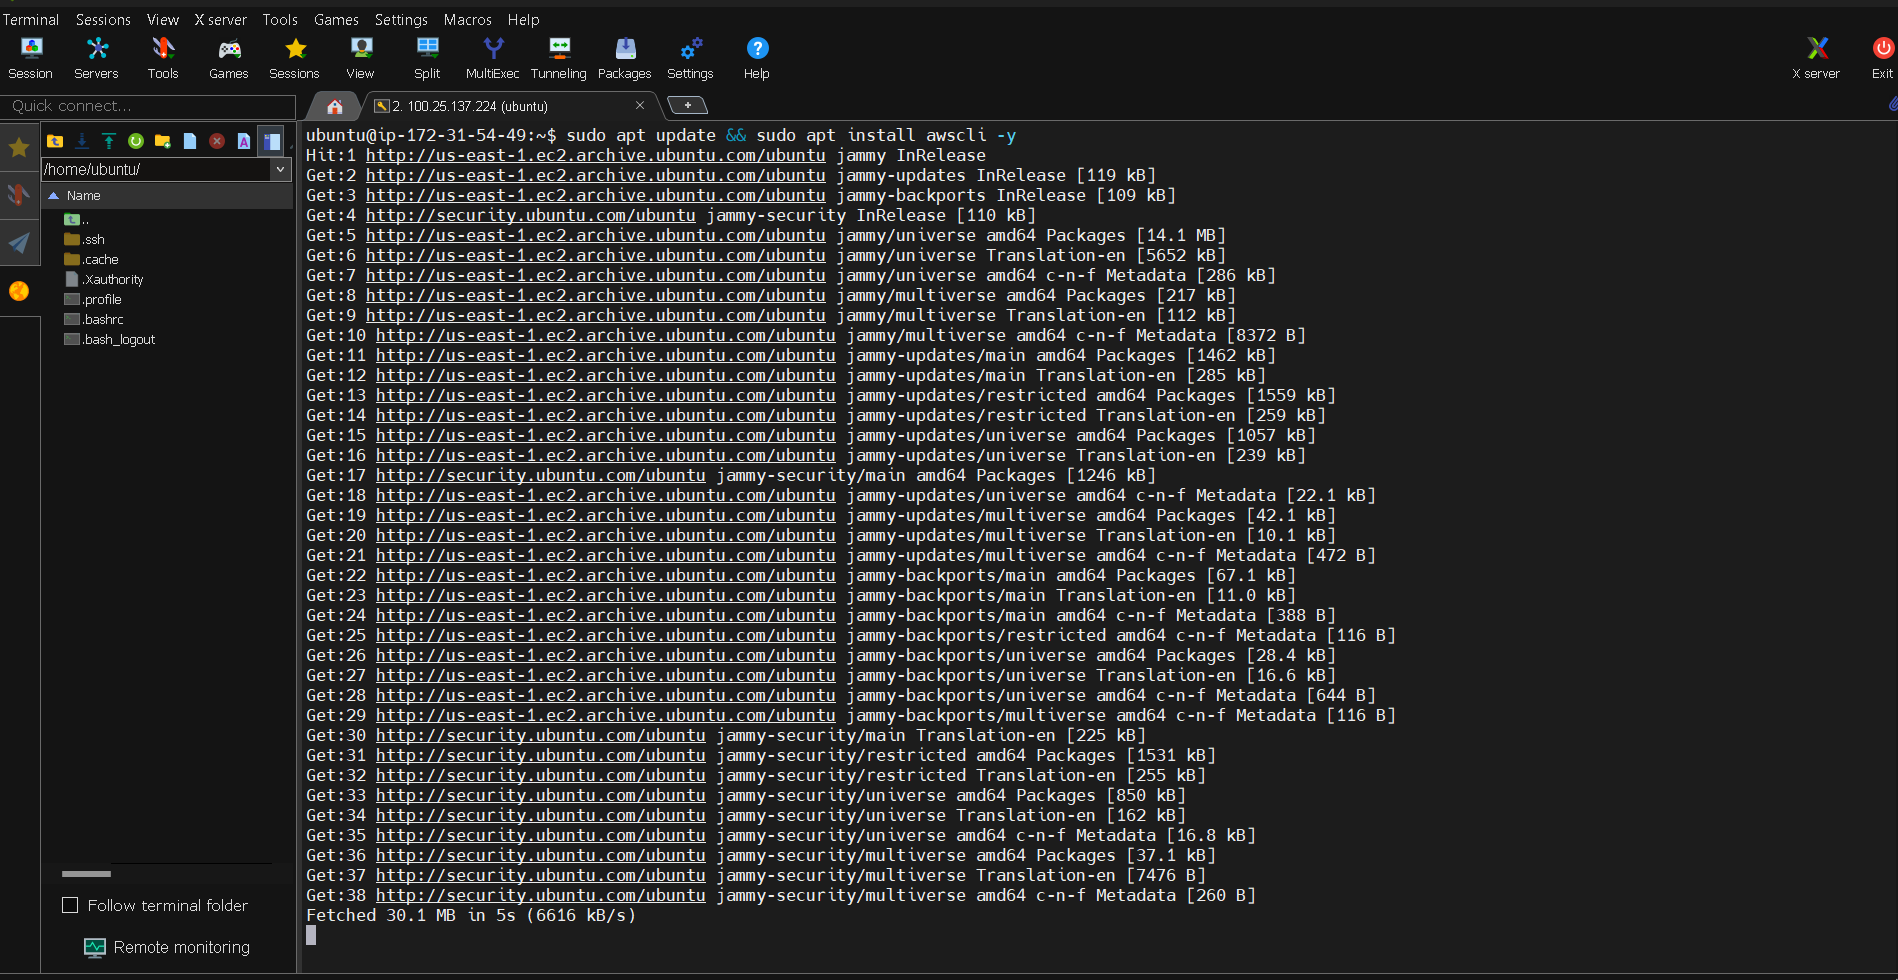 Terminal Sessions View X server Tools Games Settings Macros Help
Session Servers Tools Games Sessions View Split MultiExec Tunneling Packages Settings Help X server Exit
Quick connect...
2. 100.25.137.224 (ubuntu)
/home/ubuntu/
Name
..
.ssh
.cache
.Xauthority
.profile
.bashrc
.bash_logout
Follow terminal folder
Remote monitoring
ubuntu@ip-172-31-54-49:~$ sudo apt update && sudo apt install awscli -y
Hit:1 http://us-east-1.ec2.archive.ubuntu.com/ubuntu jammy InRelease
Get:2 http://us-east-1.ec2.archive.ubuntu.com/ubuntu jammy-updates InRelease [119 kB]
Get:3 http://us-east-1.ec2.archive.ubuntu.com/ubuntu jammy-backports InRelease [109 kB]
Get:4 http://security.ubuntu.com/ubuntu jammy-security InRelease [110 kB]
Get:5 http://us-east-1.ec2.archive.ubuntu.com/ubuntu jammy/universe amd64 Packages [14.1 MB]
Get:6 http://us-east-1.ec2.archive.ubuntu.com/ubuntu jammy/universe Translation-en [5652 kB]
Get:7 http://us-east-1.ec2.archive.ubuntu.com/ubuntu jammy/universe amd64 c-n-f Metadata [286 kB]
Get:8 http://us-east-1.ec2.archive.ubuntu.com/ubuntu jammy/multiverse amd64 Packages [217 kB]
Get:9 http://us-east-1.ec2.archive.ubuntu.com/ubuntu jammy/multiverse Translation-en [112 kB]
Get:10 http://us-east-1.ec2.archive.ubuntu.com/ubuntu jammy/multiverse amd64 c-n-f Metadata [8372 B]
Get:11 http://us-east-1.ec2.archive.ubuntu.com/ubuntu jammy-updates/main amd64 Packages [1462 kB]
Get:12 http://us-east-1.ec2.archive.ubuntu.com/ubuntu jammy-updates/main Translation-en [285 kB]
Get:13 http://us-east-1.ec2.archive.ubuntu.com/ubuntu jammy-updates/restricted amd64 Packages [1559 kB]
Get:14 http://us-east-1.ec2.archive.ubuntu.com/ubuntu jammy-updates/restricted Translation-en [259 kB]
Get:15 http://us-east-1.ec2.archive.ubuntu.com/ubuntu jammy-updates/universe amd64 Packages [1057 kB]
Get:16 http://us-east-1.ec2.archive.ubuntu.com/ubuntu jammy-updates/universe Translation-en [239 kB]
Get:17 http://security.ubuntu.com/ubuntu jammy-security/main amd64 Packages [1246 kB]
Get:18 http://us-east-1.ec2.archive.ubuntu.com/ubuntu jammy-updates/universe amd64 c-n-f Metadata [22.1 kB]
Get:19 http://us-east-1.ec2.archive.ubuntu.com/ubuntu jammy-updates/multiverse amd64 Packages [42.1 kB]
Get:20 http://us-east-1.ec2.archive.ubuntu.com/ubuntu jammy-updates/multiverse Translation-en [10.1 kB]
Get:21 http://us-east-1.ec2.archive.ubuntu.com/ubuntu jammy-updates/multiverse amd64 c-n-f Metadata [472 B]
Get:22 http://us-east-1.ec2.archive.ubuntu.com/ubuntu jammy-backports/main amd64 Packages [67.1 kB]
Get:23 http://us-east-1.ec2.archive.ubuntu.com/ubuntu jammy-backports/main Translation-en [11.0 kB]
Get:24 http://us-east-1.ec2.archive.ubuntu.com/ubuntu jammy-backports/main amd64 c-n-f Metadata [388 B]
Get:25 http://us-east-1.ec2.archive.ubuntu.com/ubuntu jammy-backports/restricted amd64 c-n-f Metadata [116 B]
Get:26 http://us-east-1.ec2.archive.ubuntu.com/ubuntu jammy-backports/universe amd64 Packages [28.4 kB]
Get:27 http://us-east-1.ec2.archive.ubuntu.com/ubuntu jammy-backports/universe Translation-en [16.6 kB]
Get:28 http://us-east-1.ec2.archive.ubuntu.com/ubuntu jammy-backports/universe amd64 c-n-f Metadata [644 B]
Get:29 http://us-east-1.ec2.archive.ubuntu.com/ubuntu jammy-backports/multiverse amd64 c-n-f Metadata [116 B]
Get:30 http://security.ubuntu.com/ubuntu jammy-security/main Translation-en [225 kB]
Get:31 http://security.ubuntu.com/ubuntu jammy-security/restricted amd64 Packages [1531 kB]
Get:32 http://security.ubuntu.com/ubuntu jammy-security/restricted Translation-en [255 kB]
Get:33 http://security.ubuntu.com/ubuntu jammy-security/universe amd64 Packages [850 kB]
Get:34 http://security.ubuntu.com/ubuntu jammy-security/universe Translation-en [162 kB]
Get:35 http://security.ubuntu.com/ubuntu jammy-security/universe amd64 c-n-f Metadata [16.8 kB]
Get:36 http://security.ubuntu.com/ubuntu jammy-security/multiverse amd64 Packages [37.1 kB]
Get:37 http://security.ubuntu.com/ubuntu jammy-security/multiverse Translation-en [7476 B]
Get:38 http://security.ubuntu.com/ubuntu jammy-security/multiverse amd64 c-n-f Metadata [260 B]
Fetched 30.1 MB in 5s (6616 kB/s)